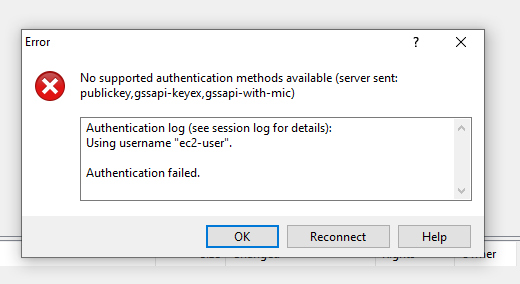 Error
No supported authentication methods available (server sent:
publickey,gssapi-keyex,gssapi-with-mic)
Authentication log (see session log for details):
Using username "ec2-user".
Authentication failed.
OK
Reconnect
Help